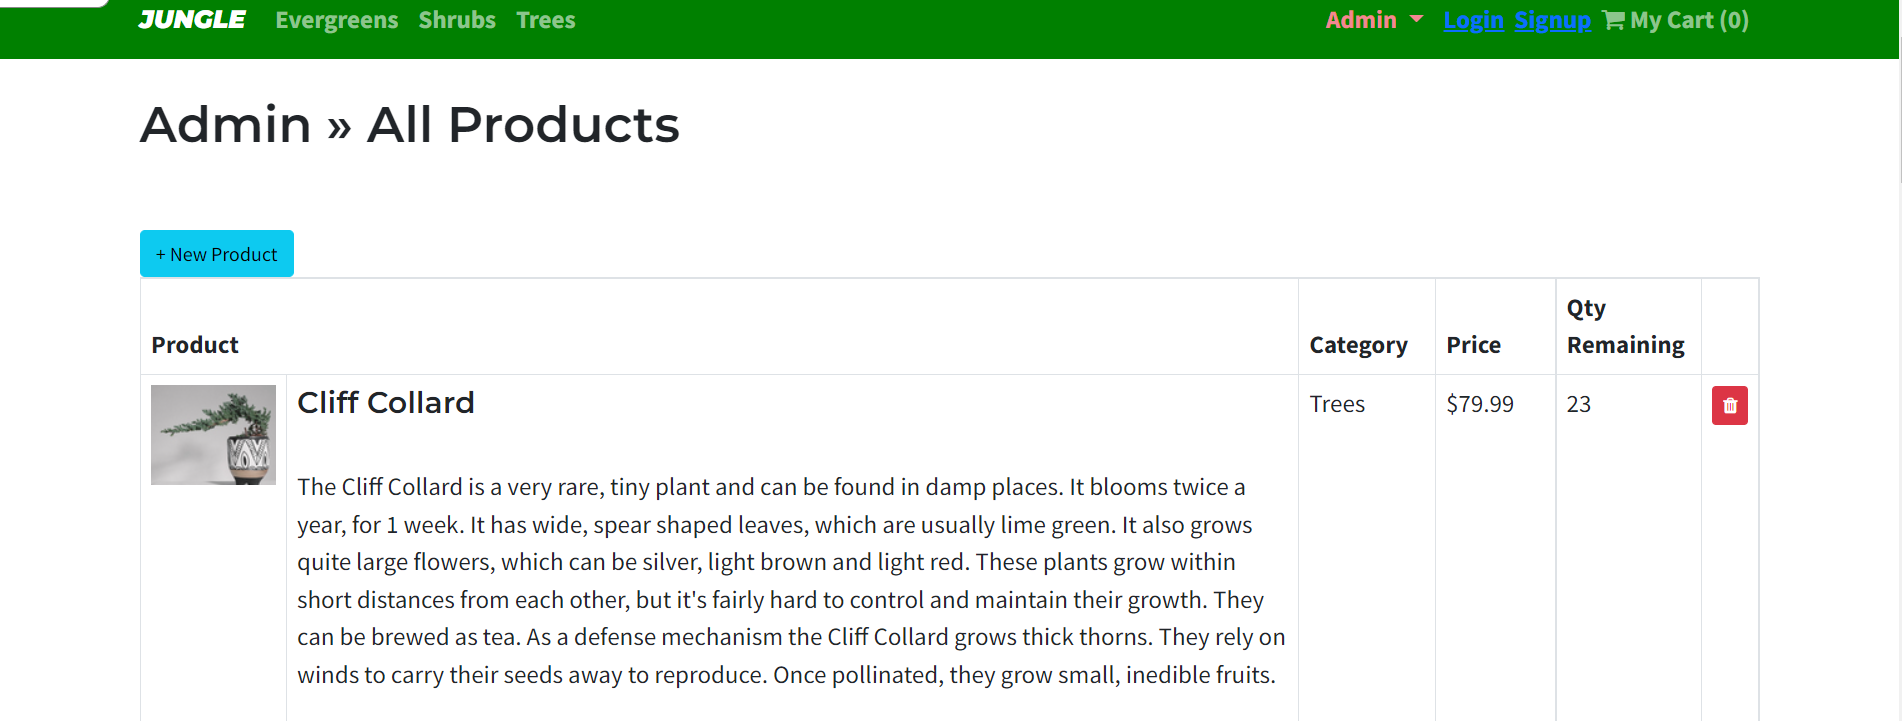 JUNGLE Evergreens Shrubs Trees Admin Login Signup My Cart (0)
Admin » All Products
+ New Product
Product Category Price Qty Remaining
Cliff Collard Trees $79.99 23
The Cliff Collard is a very rare, tiny plant and can be found in damp places. It blooms twice a
year, for 1 week. It has wide, spear shaped leaves, which are usually lime green. It also grows
quite large flowers, which can be silver, light brown and light red. These plants grow within
short distances from each other, but it's fairly hard to control and maintain their growth. They
can be brewed as tea. As a defense mechanism the Cliff Collard grows thick thorns. They rely on
winds to carry their seeds away to reproduce. Once pollinated, they grow small, inedible fruits.